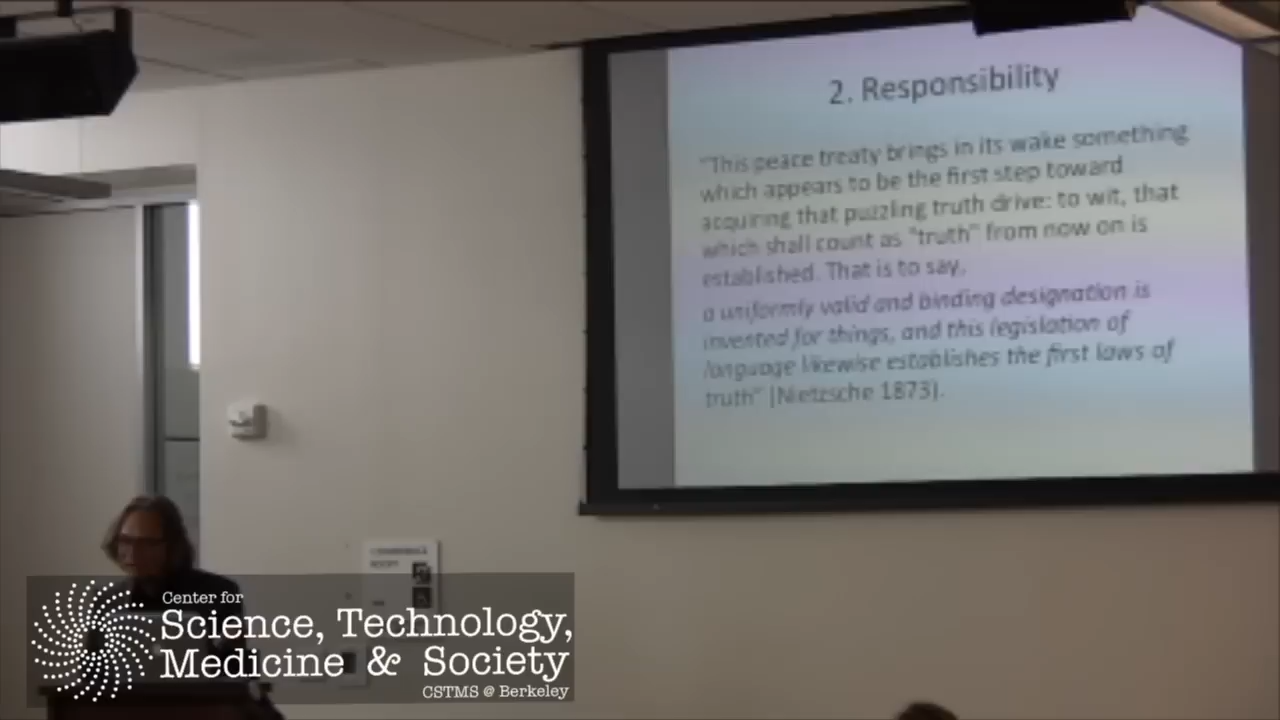 2. Responsibility
"This peace treaty brings in its wake something
which appears to be the first step toward
acquiring that puzzling truth drive: to wit, that
which shall count as "truth" from now on is
established. That is to say,
a uniformly valid and binding designation is
invented for things, and this legislation of
language likewise establishes the first laws of
truth" (Nietzsche 1873).
Center for
Science, Technology,
Medicine & Society
CSTMS @ Berkeley